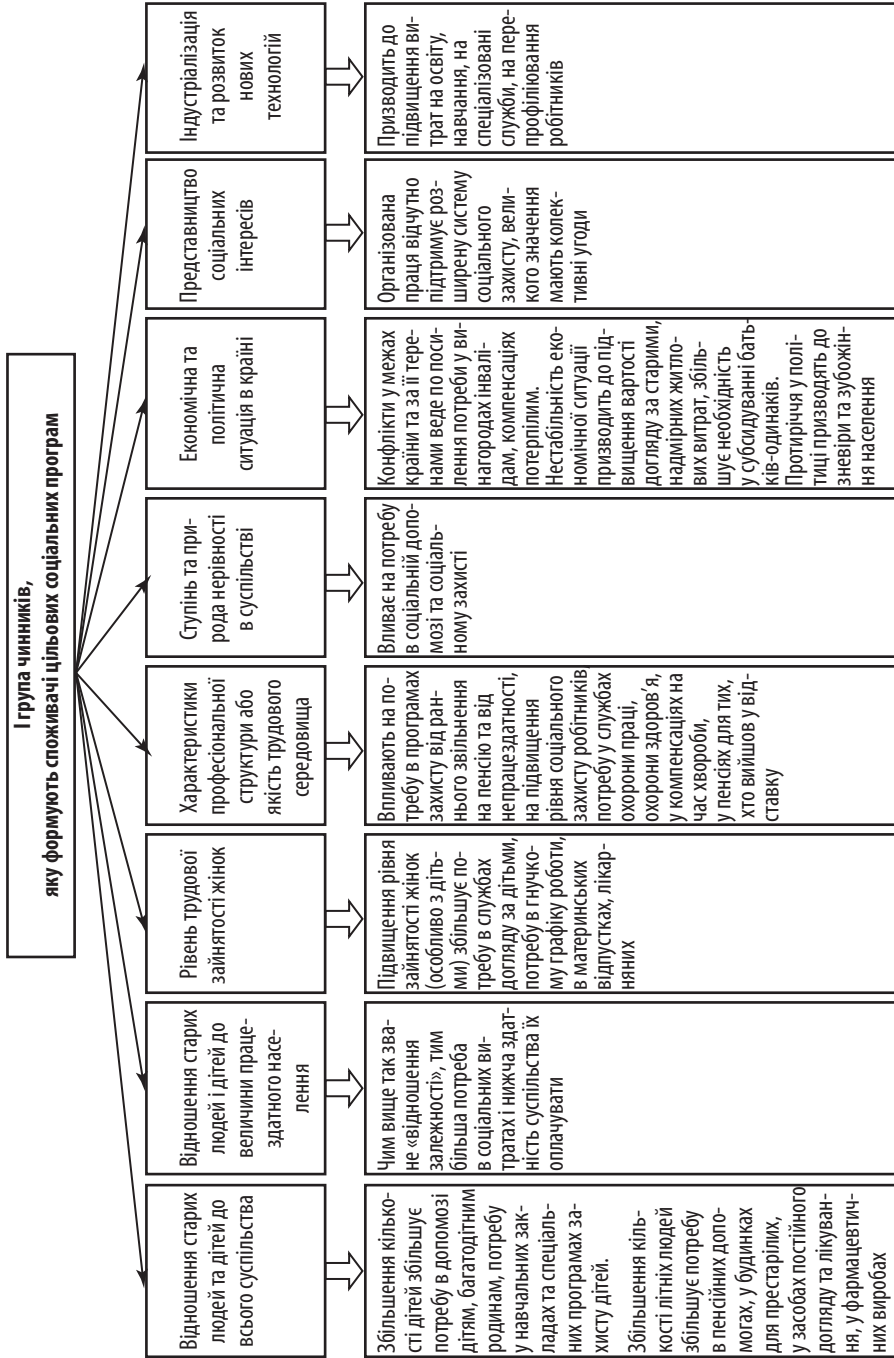 І група чинників,
яку формують споживачі цільових соціальних програм
Відношення старих
людей та дітей до
всього суспільства
Збільшення кілько-
сті дітей збільшує
потребу в допомозі
дітям, багатодітним
родинам, потребу
у навчальних зак-
ладах та спеціаль-
них програмах за-
хисту дітей.
Збільшення кіль-
кості літніх людей
збільшує потребу
в пенсійних допо-
могах, у будинках
для престарілих,
у засобах постійного
догляду та лікуван-
ня, у фармацевтич-
них виробах
Відношення старих
людей і дітей до
величини праце-
здатного насе-
лення
Чим вище так зва-
не «відношення
залежності», тим
більша потреба
в соціальних ви-
тратах і нижча здат-
ність суспільства їх
оплачувати
Рівень трудової
зайнятості жінок
Підвищення рівня
зайнятості жінок
(особливо з діть-
ми) збільшує по-
требу в службах
догляду за дітьми,
потребу в гнучко-
му графіку роботи,
в материнських
відпустках, лікар-
няних
Характеристики
професіональної
структури або
якість трудового
середовища
Впливають на по-
требу в програмах
захисту від ран-
нього звільнення
на пенсію та від
непрацездатності,
на підвищення
рівня соціального
захисту робітників,
потребу у службах
охорони праці,
охорони здоров'я,
у компенсаціях на
час хвороби,
у пенсіях для тих,
хто вийшов у від-
ставку
Ступінь та при-
рода нерівності
в суспільстві
Вливає на потребу
в соціальній допо-
мозі та соціаль-
ному захисті
Економічна та
політична
ситуація в країні
Конфлікти у межах
країни та за її тере-
нами веде по поси-
лення потреби у ви-
нагородах інвалі-
дам, компенсаціях
потерпілим.
Нестабільність еко-
номічної ситуації
призводить до під-
вищення вартості
догляду за старими,
надмірних житло-
вих витрат, збіль-
шує необхідність
у субсидуванні бать-
ків-одинаків.
Протиріччя у полі-
тиці призводять до
зневіри та зубожін-
ня населення
Представництво
соціальних
інтересів
Організована
праця відчутно
підтримує роз-
ширену систему
соціального
захисту, вели-
кого значення
мають колек-
тивні угоди
Індустріалізація
та розвиток
нових
технологій
Призводить до
підвищення ви-
трат на освіту,
навчання, на
спеціалізовані
служби, на пере-
профіліювання
робітників